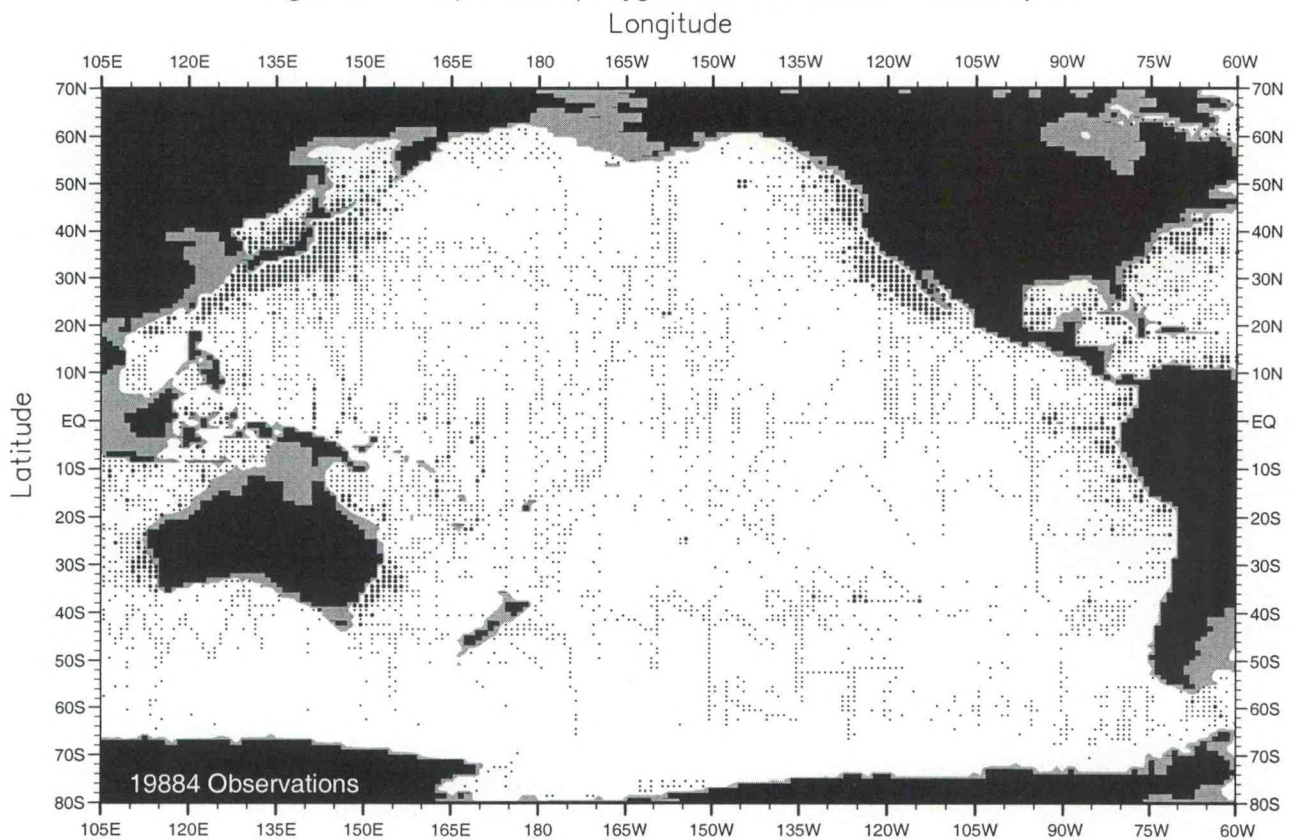 Longitude
105E 120E 135E 150E 165E 180 165W 150W 135W 120W 105W 90W 75W 60W
70N 70N
60N 60N
50N 50N
40N 40N
30N 30N
20N 20N
10N 10N
EQ EQ
Latitude
10S 10S
20S 20S
30S 30S
40S 40S
50S 50S
60S 60S
70S 70S
19884 Observations
80S 80S
105E 120E 135E 150E 165E 180 165W 150W 135W 120W 105W 90W 75W 60W